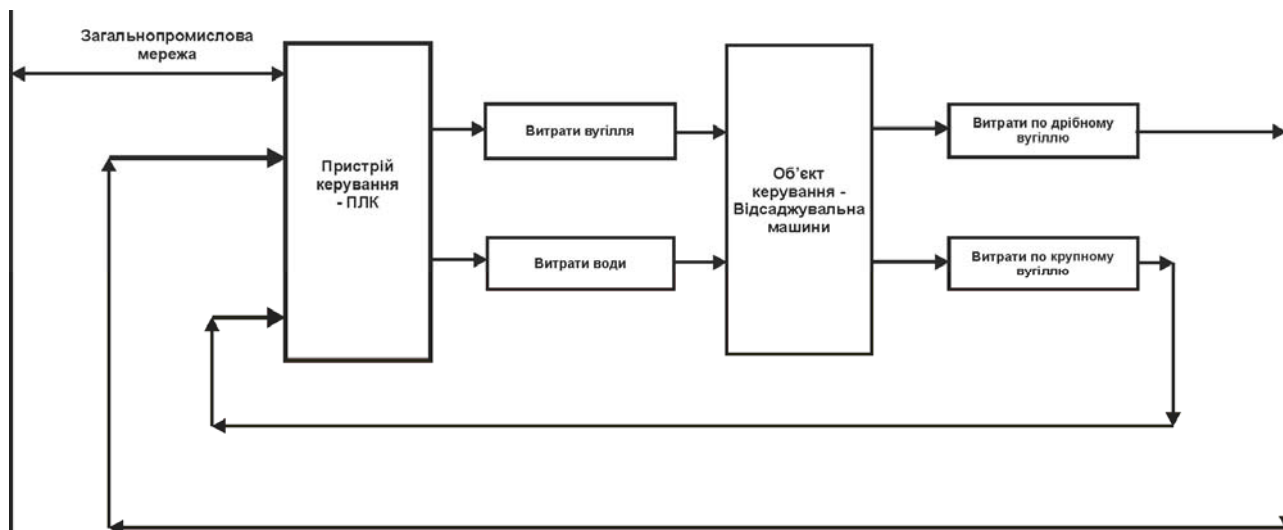 Загальнопромислова
мережа
Пристрій
керування
- ПЛК
Витрати вугілля
Витрати води
Об'єкт
керування -
Відсаджувальна
машини
Витрати по дрібному
вугіллю
Витрати по крупному
вугіллю